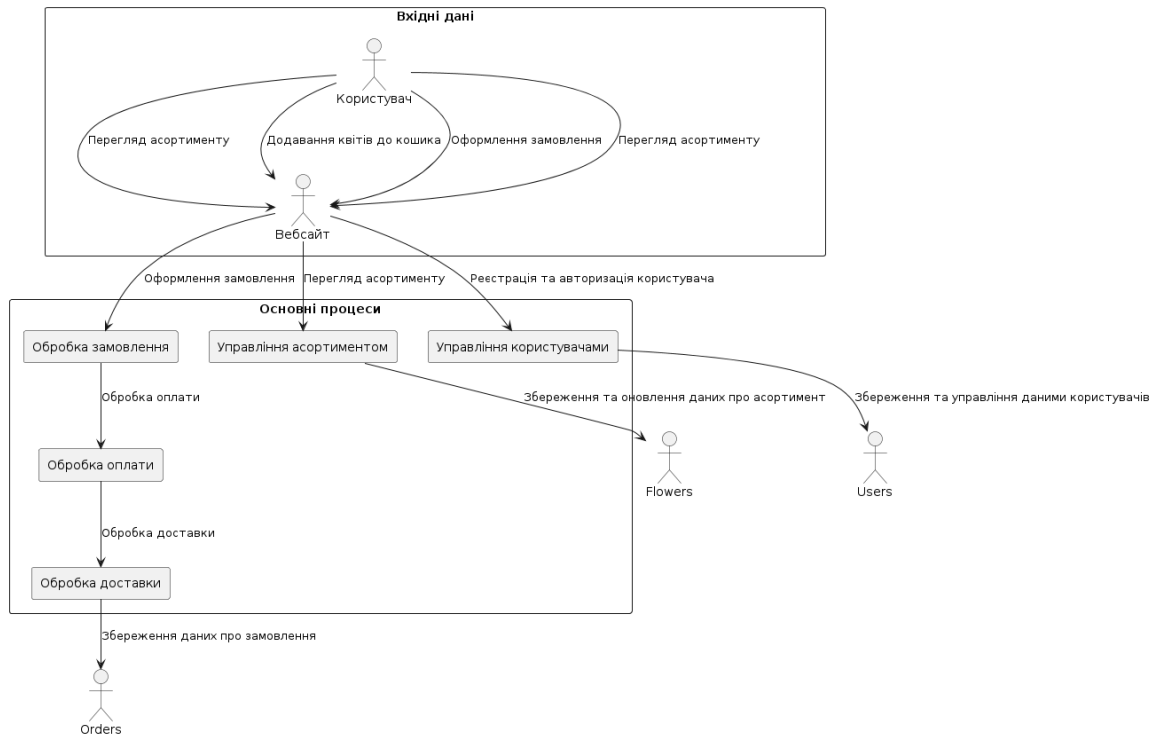 Вхідні дані
Користувач
Перегляд асортименту
Додавання квітів до кошика
Оформлення замовлення
Перегляд асортименту
Вебсайт
Оформлення замовлення
Перегляд асортименту
Реєстрація та авторизація користувача
Основні процеси
Обробка замовлення
Управління асортиментом
Управління користувачами
Обробка оплати
Збереження та оновлення даних про асортимент
Збереження та управління даними користувачів
Обробка оплати
Flowers
Users
Обробка доставки
Обробка доставки
Збереження даних про замовлення
Orders